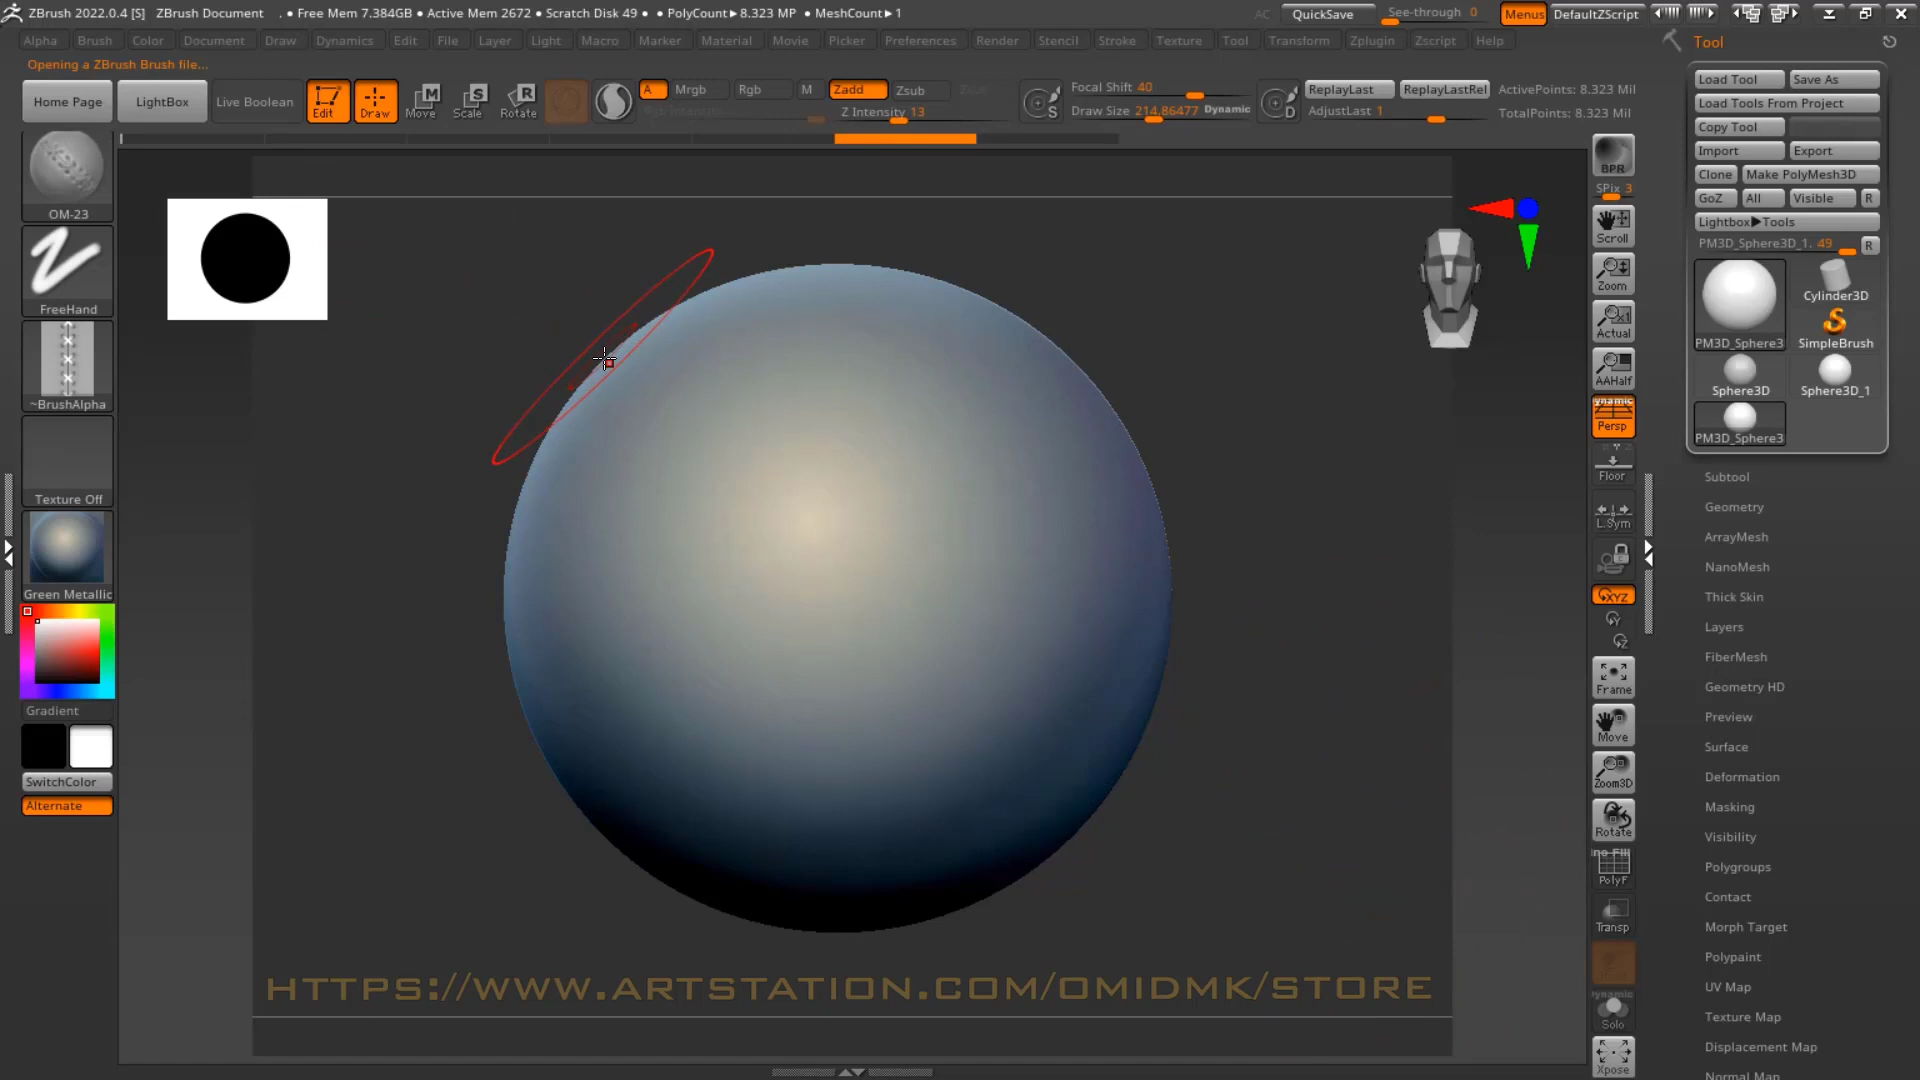 ZBrush 2022.0.4 [S] ZBrush Document . • Free Mem 7.384GB • Active Mem 2672 • Scratch Disk 49 • • PolyCount▸ 8.323 MP • MeshCount▸ 1
AC QuickSave See-through 0 Menus DefaultZScript
Alpha Brush Color Document Draw Dynamics Edit File Layer Light Macro Marker Material Movie Picker Preferences Render Stencil Stroke Texture Tool Transform Zplugin Zscript Help
Opening a ZBrush Brush file...
Home Page LightBox Live Boolean Edit Draw Move Scale Rotate
A Mrgb Rgb M Zadd Zsub
Rgb Intensity Z Intensity 13
Focal Shift 40
Draw Size 214.86477 Dynamic
ReplayLast ReplayLastRel
AdjustLast 1
ActivePoints: 8.323 Mil
TotalPoints: 8.323 Mil
OM-23
FreeHand
~BrushAlpha
Texture Off
Green Metallic
Gradient
SwitchColor
Alternate
HTTPS://WWW.ARTSTATION.COM/OMIDMK/STORE
BPR
SPix 3
Scroll
Zoom
Actual
AAHalf
Persp
Floor
L.Sym
XYZ
Frame
Move
Zoom3D
Rotate
PolyF
Transp
Solo
Xpose
Tool
Load Tool Save As
Load Tools From Project
Copy Tool
Import Export
Clone Make PolyMesh3D
GoZ All Visible R
Lightbox▸Tools
PM3D_Sphere3D_1. 49 R
PM3D_Sphere3 Cylinder3D
SimpleBrush
Sphere3D Sphere3D_1
PM3D_Sphere3
Subtool
Geometry
ArrayMesh
NanoMesh
Thick Skin
Layers
FiberMesh
Geometry HD
Preview
Surface
Deformation
Masking
Visibility
Polygroups
Contact
Morph Target
Polypaint
UV Map
Texture Map
Displacement Map
Normal Map